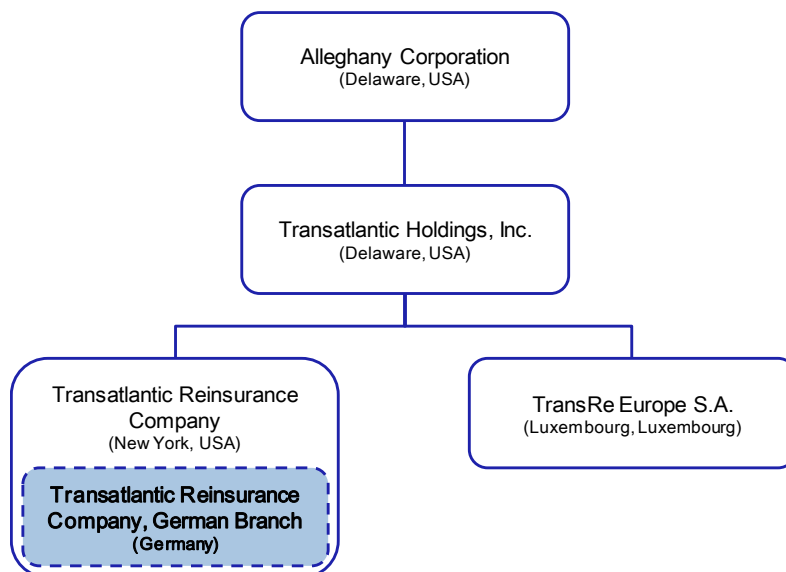 Alleghany Corporation
(Delaware, USA)
Transatlantic Holdings, Inc.
(Delaware, USA)
Transatlantic Reinsurance
Company
(New York, USA)
Transatlantic Reinsurance
Company, German Branch
(Germany)
TransRe Europe S.A.
(Luxembourg, Luxembourg)